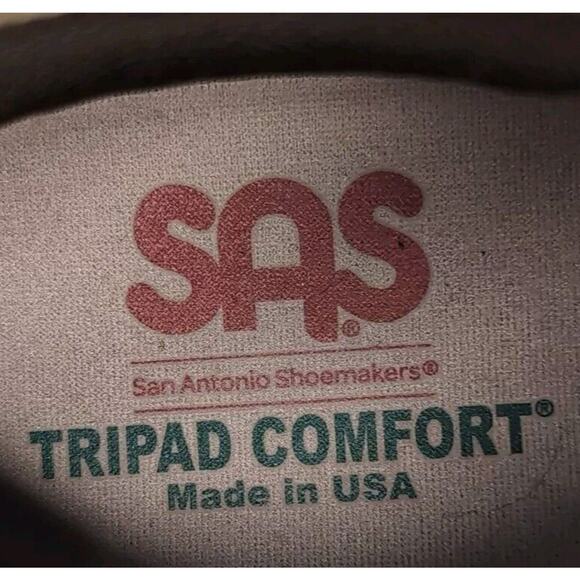 SAS®
San Antonio Shoemakers®
TRIPAD COMFORT®
Made in USA